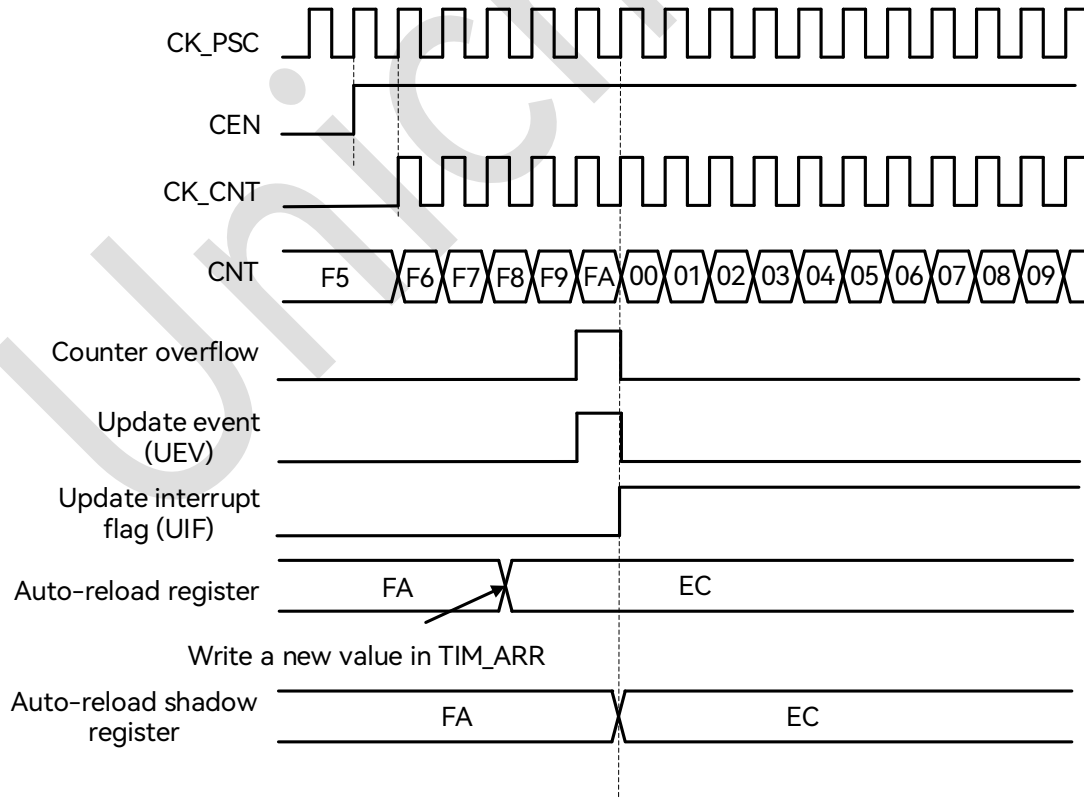 CK_PSC
CEN
CK_CNT
CNT F5 F6 F7 F8 F9 FA 00 01 02 03 04 05 06 07 08 09
Counter overflow
Update event
(UEV)
Update interrupt
flag (UIF)
Auto-reload register FA EC
Write a new value in TIM_ARR
Auto-reload shadow
register
FA EC
Unic